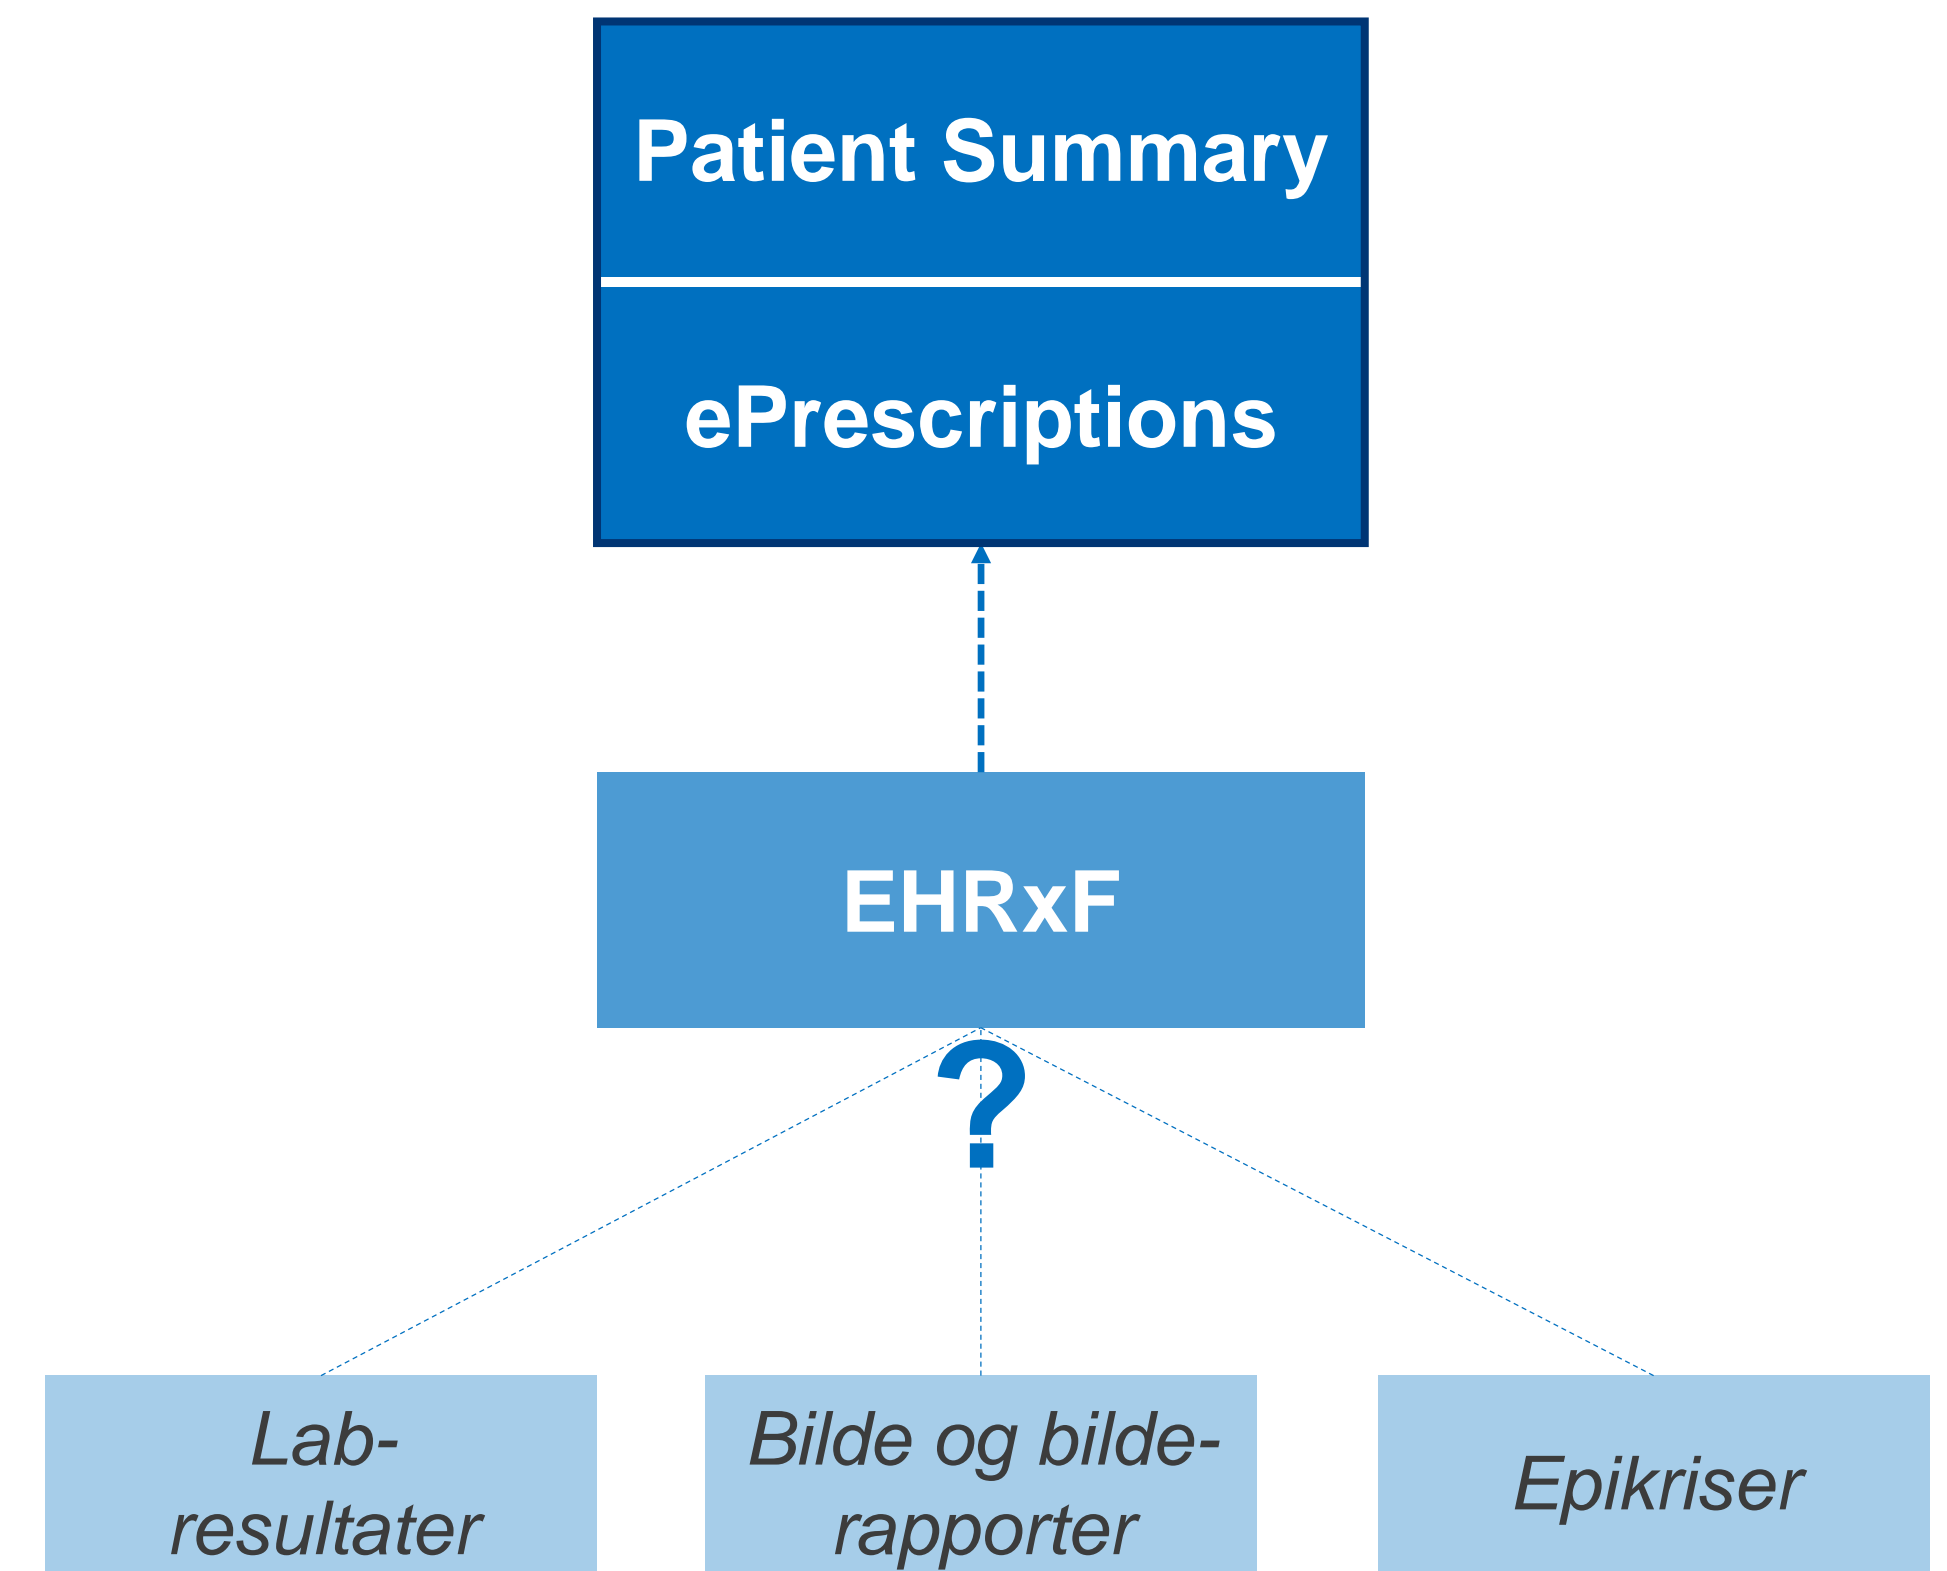 Patient Summary
ePrescriptions
EHRxF
?
Lab-
resultater
Bilde og bilde-
rapporter
Epikriser